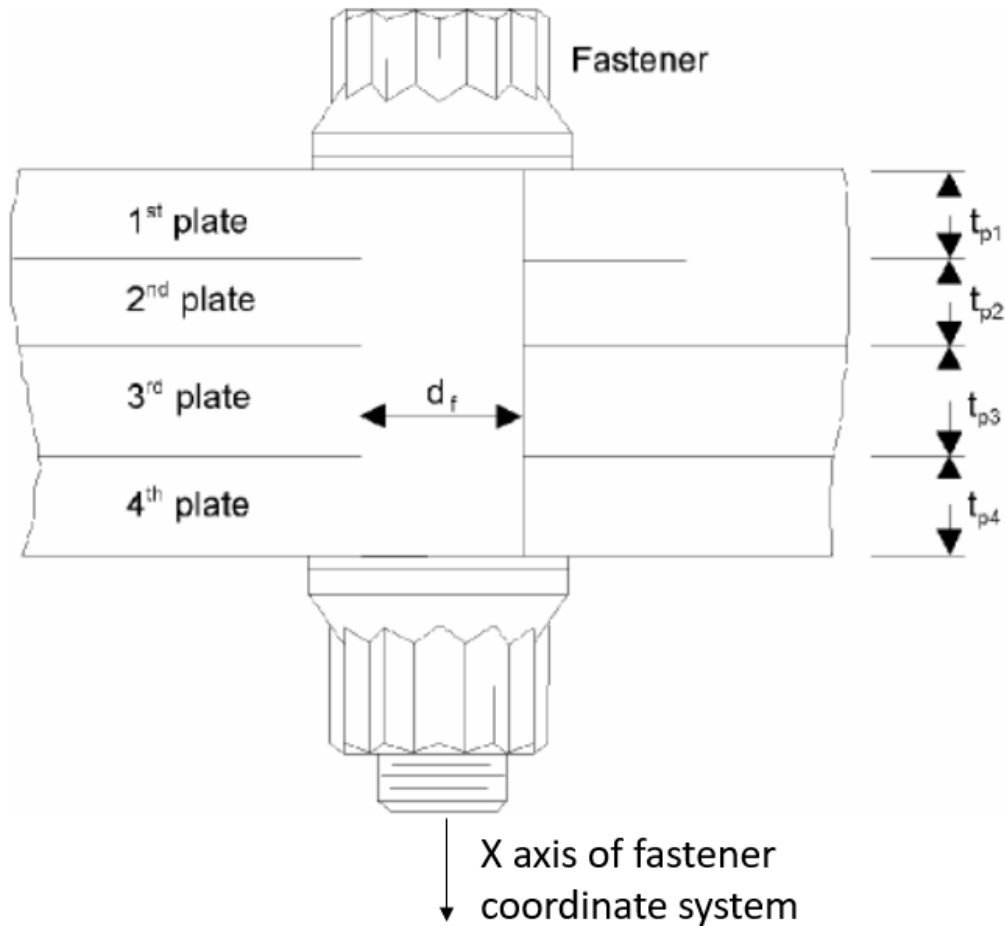 Fastener
1st plate
tp1
2nd plate
tp2
3rd plate
df
tp3
4th plate
tp4
X axis of fastener
coordinate system